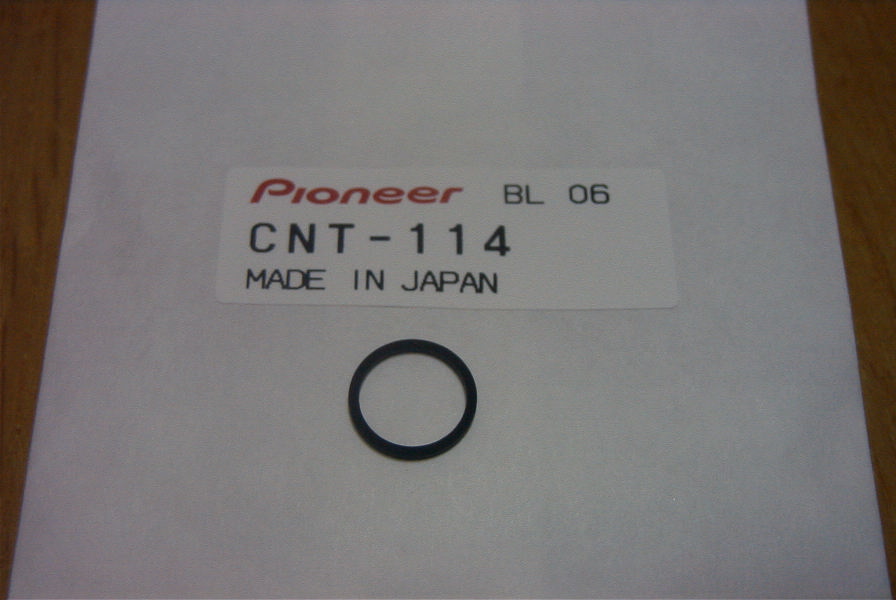 Pioneer BL 06
CNT-114
MADE IN JAPAN